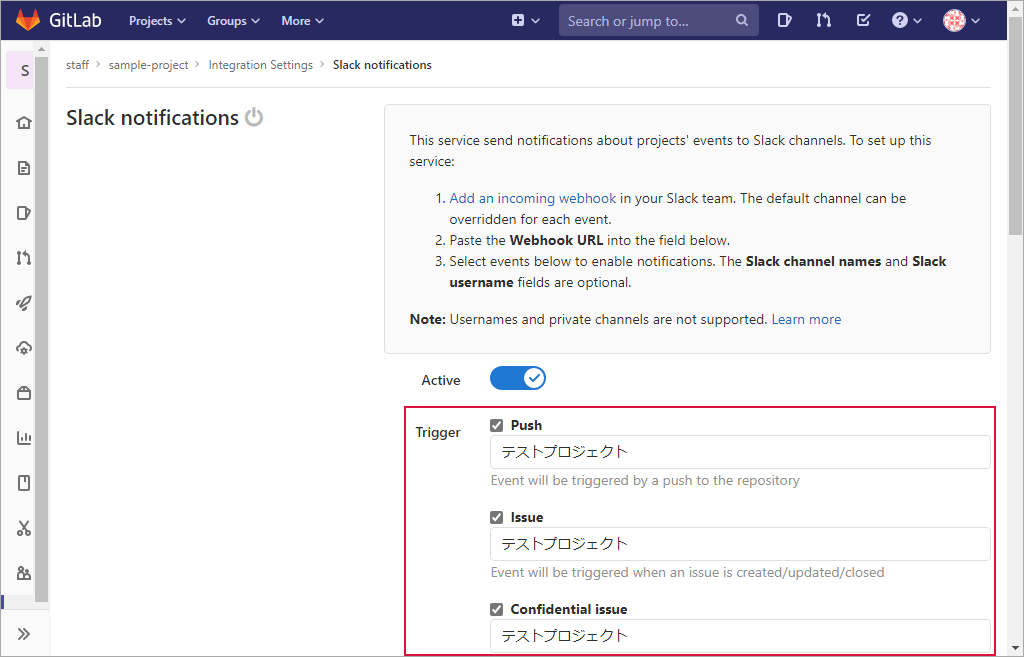 GitLab Projects Groups More Search or jump to...
S
staff > sample-project > Integration Settings > Slack notifications
Slack notifications
This service send notifications about projects' events to Slack channels. To set up this
service:
1. Add an incoming webhook in your Slack team. The default channel can be
overridden for each event.
2. Paste the Webhook URL into the field below.
3. Select events below to enable notifications. The Slack channel names and Slack
username fields are optional.
Note: Usernames and private channels are not supported. Learn more
Active
Trigger
Push
テストプロジェクト
Event will be triggered by a push to the repository
Issue
テストプロジェクト
Event will be triggered when an issue is created/updated/closed
Confidential issue
テストプロジェクト